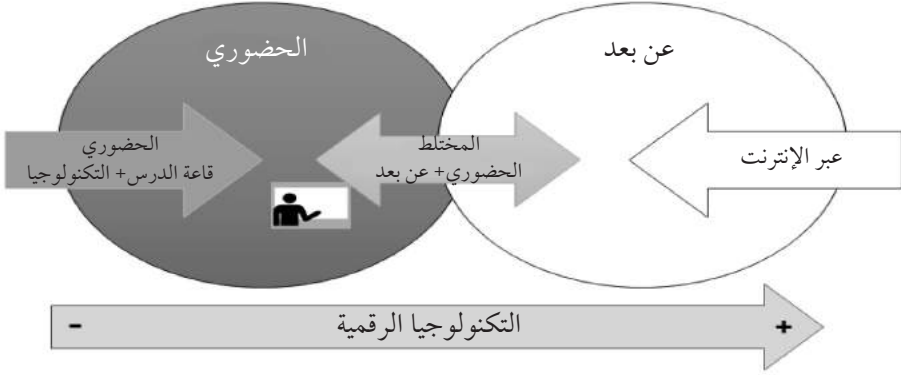 الحضوري
عن بعد
الحضوري
قاعة الدرس+ التكنولوجيا
المختلط
الحضوري+ عن بعد
عبر الإنترنت
- التكنولوجيا الرقمية +